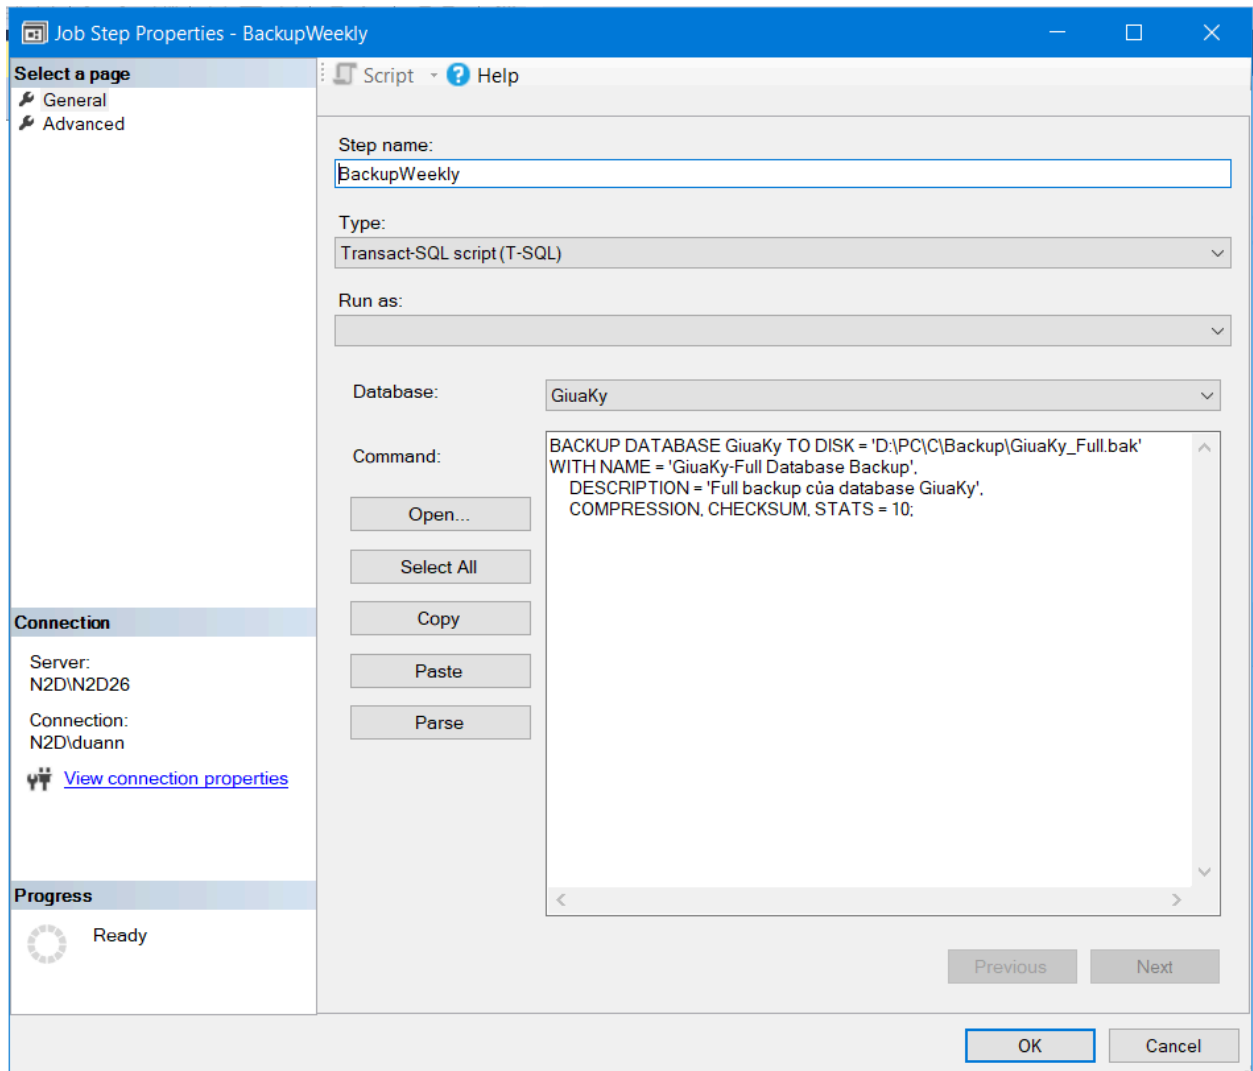 Job Step Properties - BackupWeekly
Select a page
General
Advanced
Script
Help
Step name:
BackupWeekly
Type:
Transact-SQL script (T-SQL)
Run as:
Database:
GiuaKy
Command:
BACKUP DATABASE GiuaKy TO DISK = 'D:\PC\C\Backup\GiuaKy_Full.bak'
WITH NAME = 'GiuaKy-Full Database Backup',
DESCRIPTION = 'Full backup của database GiuaKy',
COMPRESSION, CHECKSUM, STATS = 10;
Open...
Select All
Copy
Paste
Parse
Connection
Server:
N2D\N2D26
Connection:
N2D\duann
View connection properties
Progress
Ready
Previous
Next
OK
Cancel